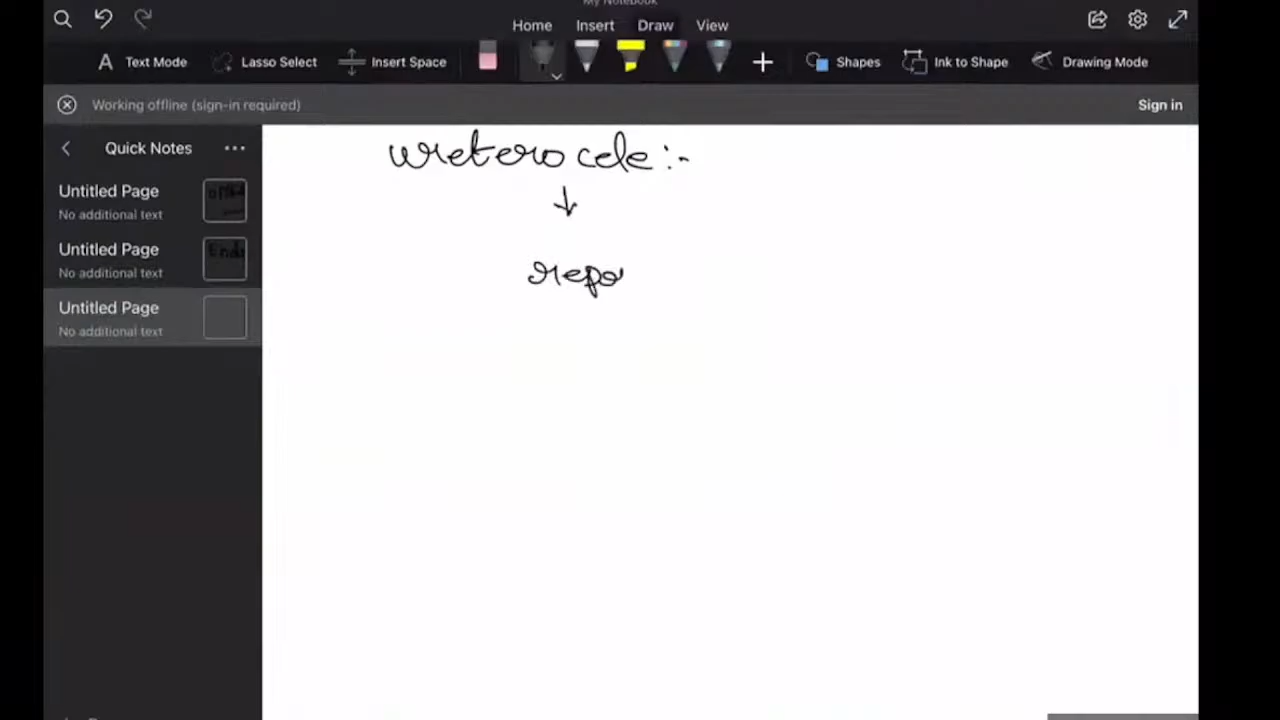 My Notebook
Home Insert Draw View
Text Mode Lasso Select Insert Space Shapes Ink to Shape Drawing Mode
Working offline (sign-in required) Sign in
Quick Notes
Untitled Page
No additional text
Untitled Page
No additional text
Untitled Page
No additional text
ureterocele :-
↓
repo